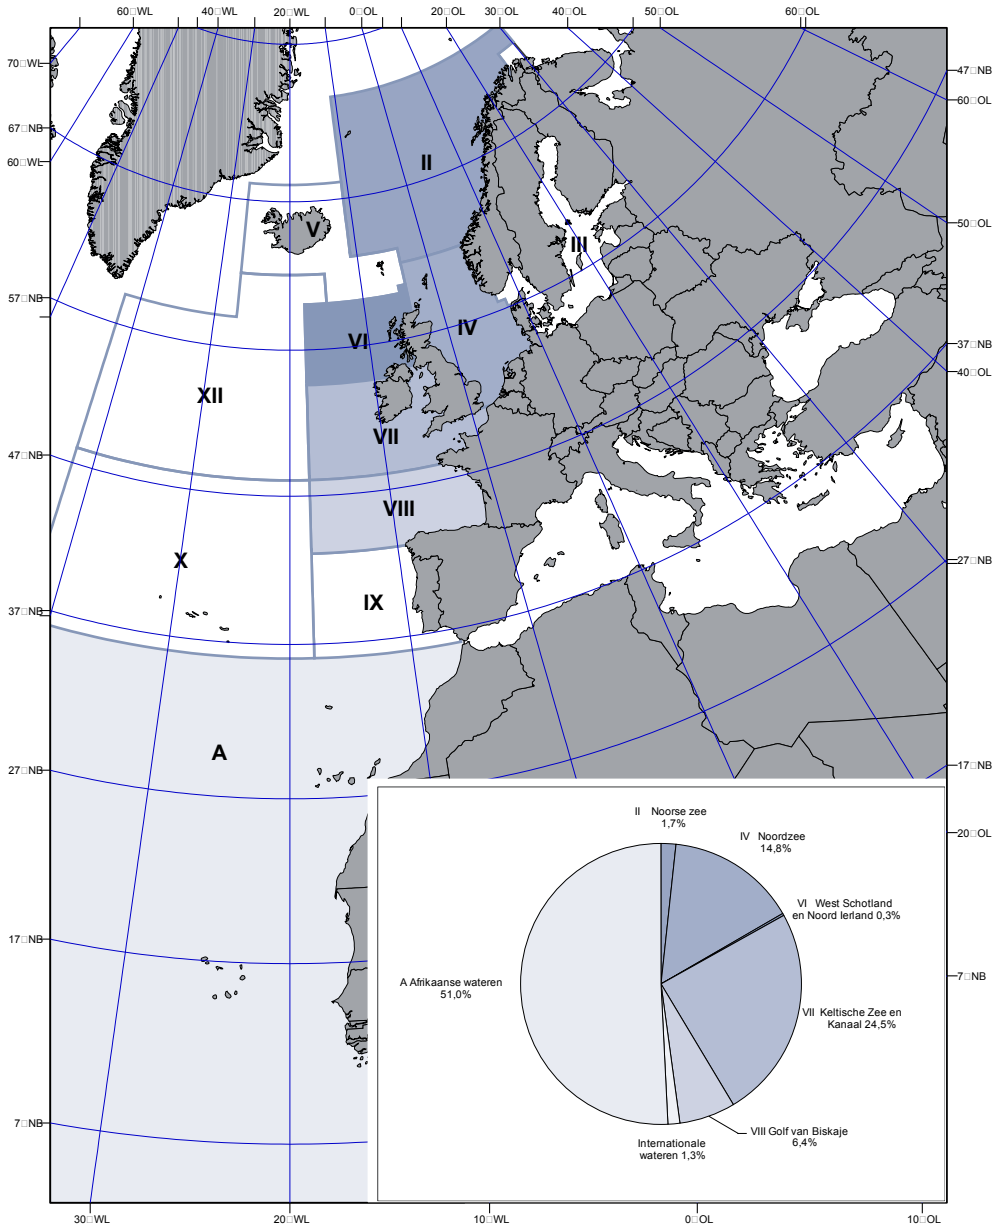 60□WL
40□WL
20□WL
0□OL
20□OL
30□OL
40□OL
50□OL
60□OL
70□WL
47□NB
60□OL
67□NB
60□WL
II
50□OL
V
III
57□NB
IV
VI
37□NB
40□OL
XII
VII
47□NB
VIII
X
27□NB
IX
37□NB
A
27□NB
17□NB
II Noorse zee
1,7%
20□OL
IV Noordzee
14,8%
VI West Schotland
en Noord Ierland 0,3%
17□NB
7□NB
A Afrikaanse wateren
51,0%
VII Keltische Zee en
Kanaal 24,5%
7□NB
VIII Golf van Biskaje
6,4%
Internationale
wateren 1,3%
30□WL
20□WL
10□WL
0□OL
10□OL